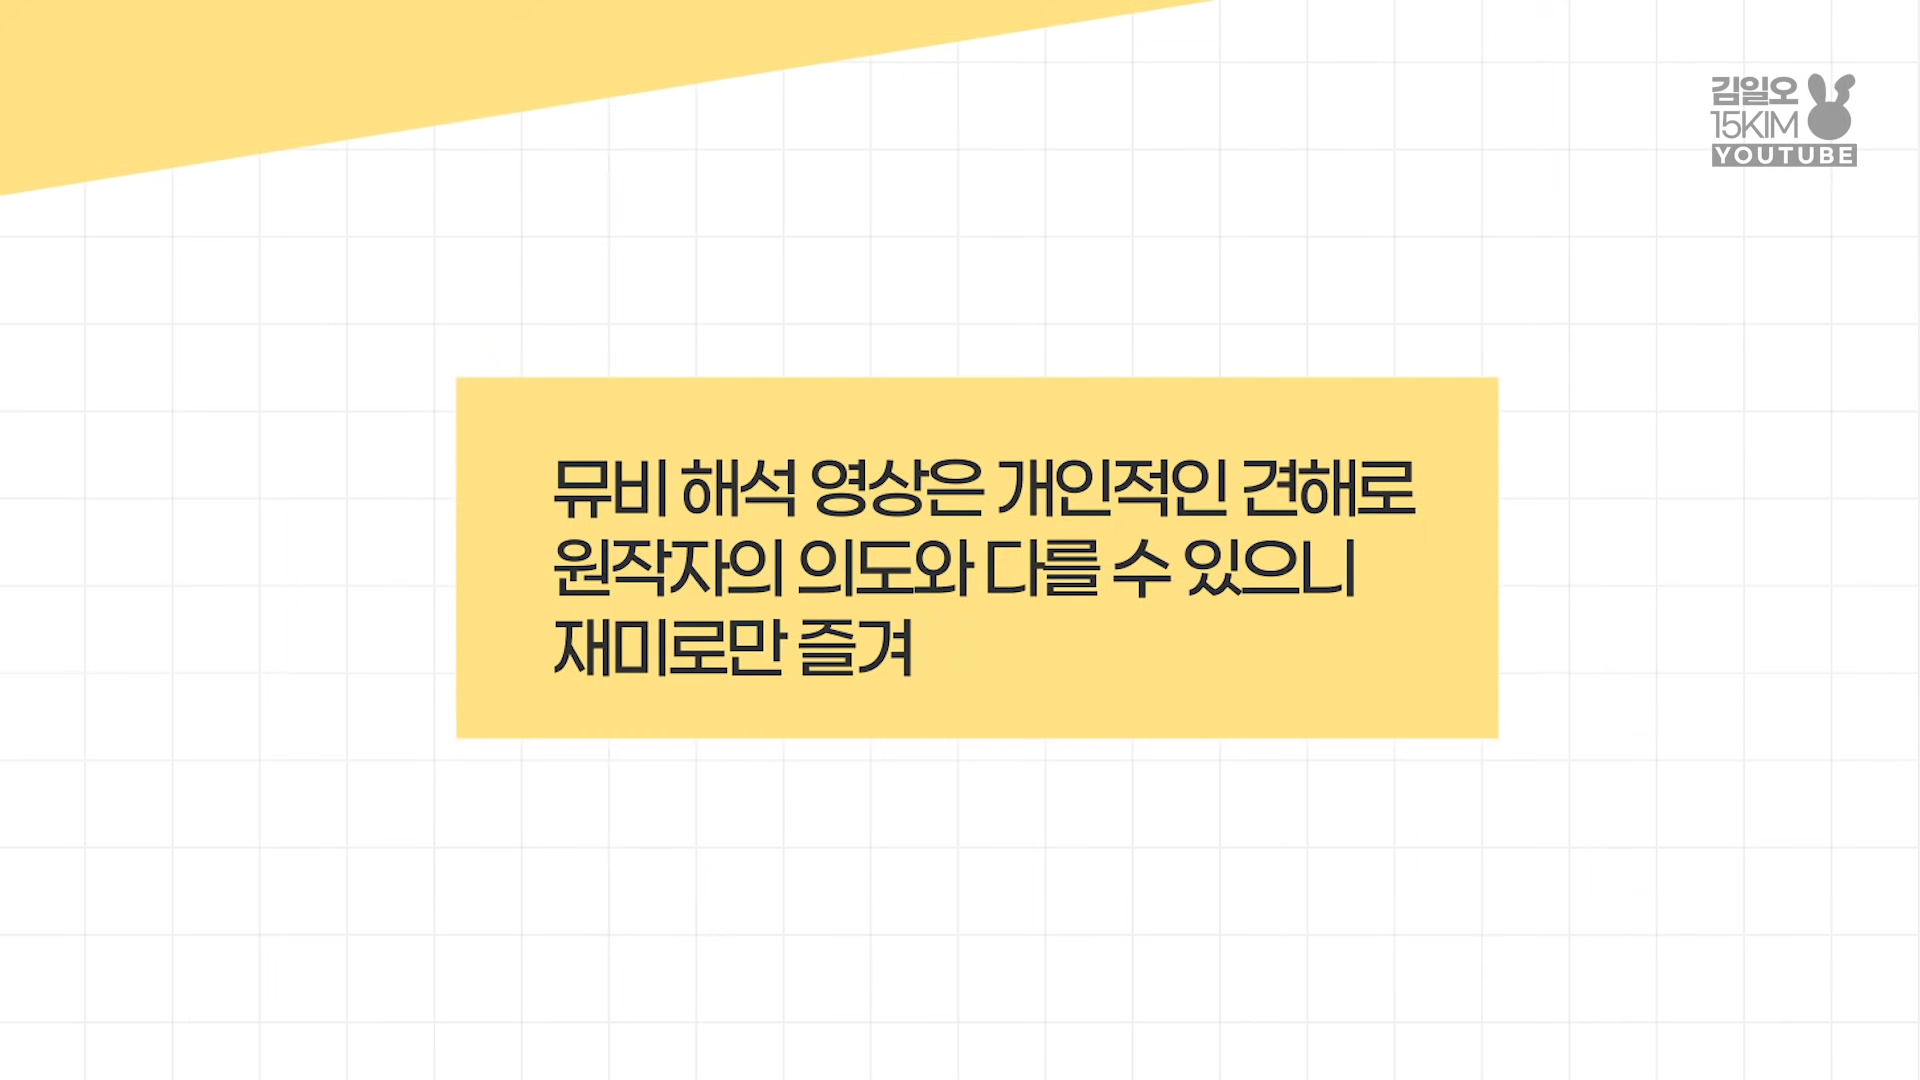 김일오
15KIM
YOUTUBE
뮤비 해석 영상은 개인적인 견해로
원작자의 의도와 다를 수 있으니
재미로만 즐겨